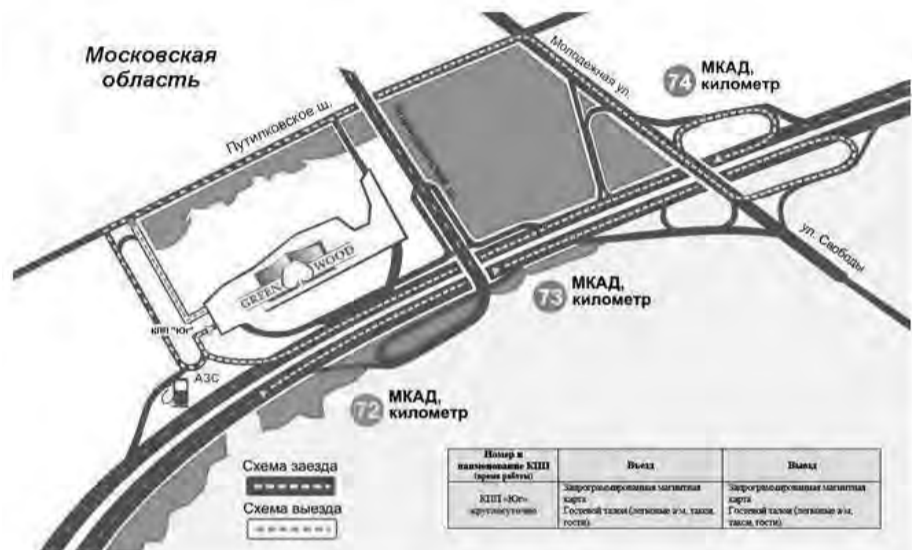 Московская
область
Путилковское ш.
Молодежная ул.
74
МКАД,
километр
ул. Свободы
GREEN WOOD
73
МКАД,
километр
КПП "Юг"
АЗС
72
МКАД,
километр
Схема заезда
Схема выезда
Номер и
наименование КПП
(время работы)
Въезд
Выезд
КПП «Юг»
круглосуточно
Запрограммированная магнитная
карта
Гостевой талон (легковые а/м, такси,
гости)
Запрограммированная магнитная
карта
Гостевой талон (легковые а/м,
такси, гости)